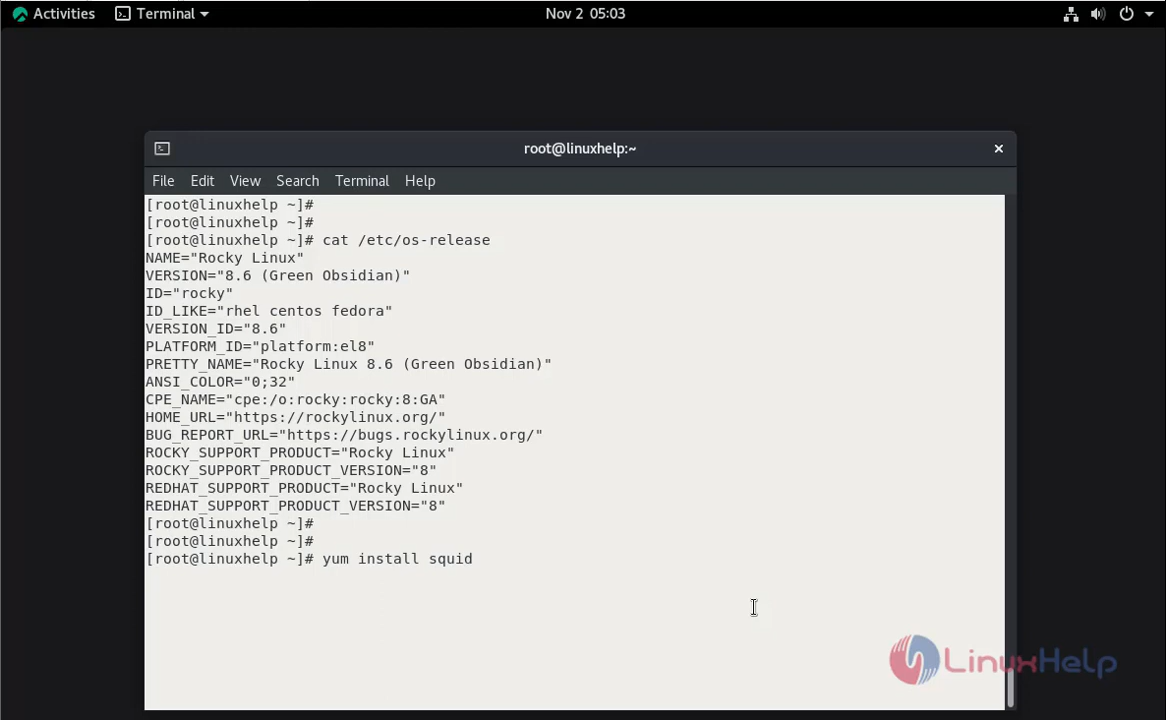 Activities Terminal Nov 2 05:03
root@linuxhelp:~ ×
File Edit View Search Terminal Help
[root@linuxhelp ~]#
[root@linuxhelp ~]#
[root@linuxhelp ~]# cat /etc/os-release
NAME="Rocky Linux"
VERSION="8.6 (Green Obsidian)"
ID="rocky"
ID_LIKE="rhel centos fedora"
VERSION_ID="8.6"
PLATFORM_ID="platform:el8"
PRETTY_NAME="Rocky Linux 8.6 (Green Obsidian)"
ANSI_COLOR="0;32"
CPE_NAME="cpe:/o:rocky:rocky:8:GA"
HOME_URL="https://rockylinux.org/"
BUG_REPORT_URL="https://bugs.rockylinux.org/"
ROCKY_SUPPORT_PRODUCT="Rocky Linux"
ROCKY_SUPPORT_PRODUCT_VERSION="8"
REDHAT_SUPPORT_PRODUCT="Rocky Linux"
REDHAT_SUPPORT_PRODUCT_VERSION="8"
[root@linuxhelp ~]#
[root@linuxhelp ~]#
[root@linuxhelp ~]# yum install squid
LinuxHelp